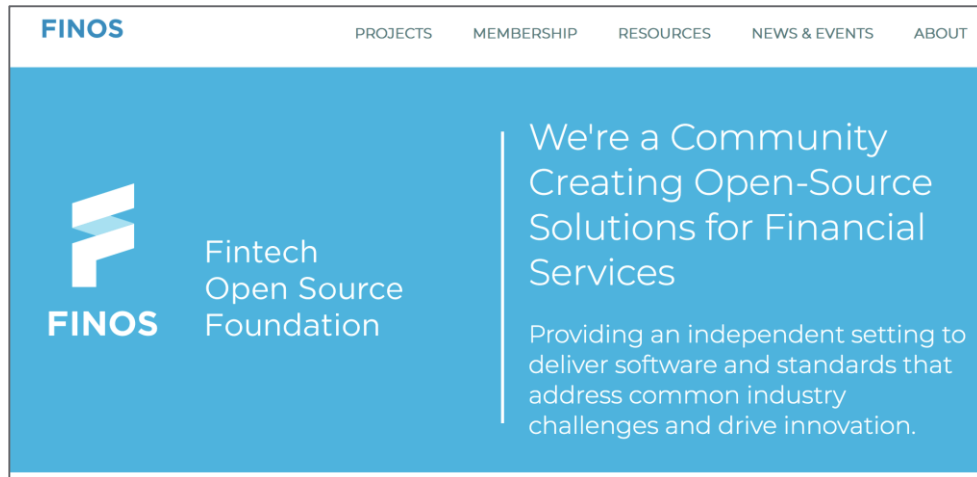 FINOS
PROJECTS MEMBERSHIP RESOURCES NEWS & EVENTS ABOUT
FINOS
Fintech
Open Source
Foundation
We're a Community
Creating Open-Source
Solutions for Financial
Services
Providing an independent setting to
deliver software and standards that
address common industry
challenges and drive innovation.